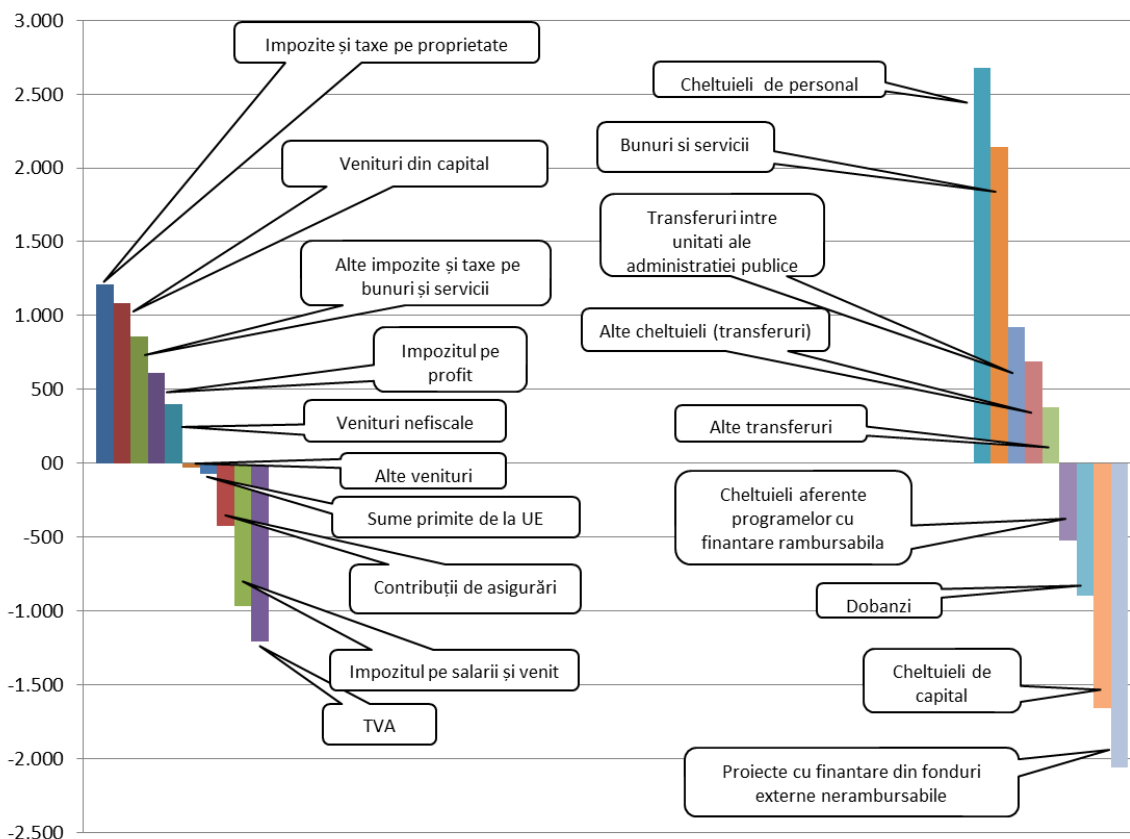 3.000
2.500
2.000
1.500
1.000
500
00
-500
-1.000
-1.500
-2.000
-2.500
Impozite și taxe pe proprietate
Venituri din capital
Alte impozite și taxe pe
bunuri și servicii
Impozitul pe
profit
Venituri nefiscale
Alte venituri
Sume primite de la UE
Contribuții de asigurări
Impozitul pe salarii și venit
TVA
Cheltuieli de personal
Bunuri si servicii
Transferuri intre
unitati ale
administratiei publice
Alte cheltuieli (transferuri)
Alte transferuri
Cheltuieli aferente
programelor cu
finantare rambursabila
Dobanzi
Cheltuieli de
capital
Proiecte cu finantare din fonduri
externe nerambursabile